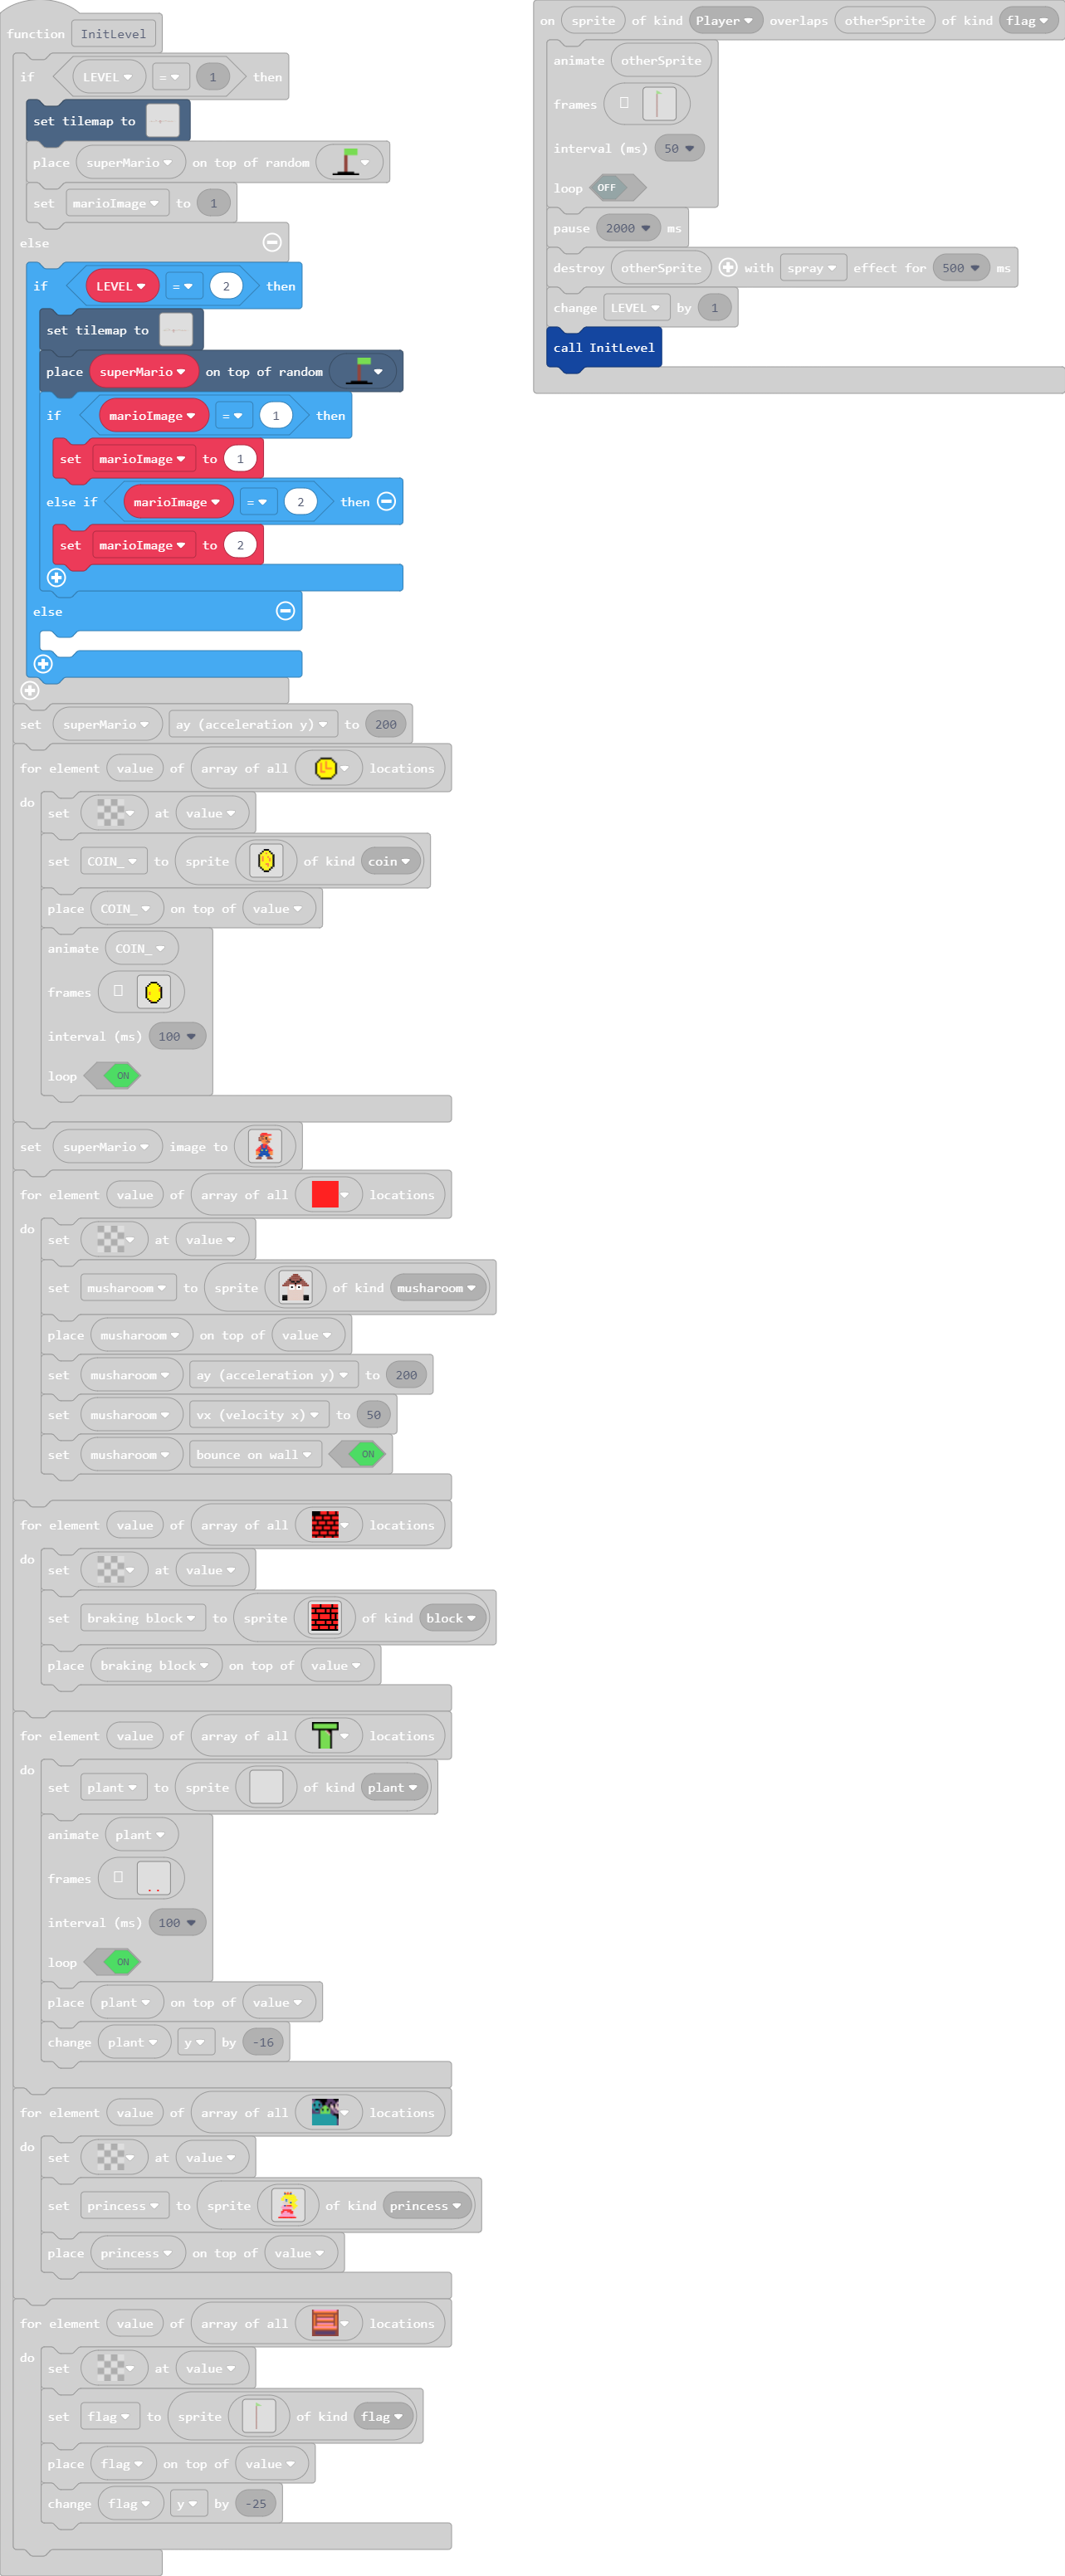 function InitLevel
if LEVEL = 1 then
set tilemap to
place superMario on top of random
set marioImage to 1
else
if LEVEL = 2 then
set tilemap to
place superMario on top of random
if marioImage = 1 then
set marioImage to 1
else if marioImage = 2 then
set marioImage to 2
else
set superMario ay (acceleration y) to 200
for element value of array of all locations
do
set at value
set COIN_ to sprite of kind coin
place COIN_ on top of value
animate COIN_
frames
interval (ms) 100
loop ON
set superMario image to
for element value of array of all locations
do
set at value
set musharoom to sprite of kind musharoom
place musharoom on top of value
set musharoom ay (acceleration y) to 200
set musharoom vx (velocity x) to 50
set musharoom bounce on wall ON
for element value of array of all locations
do
set at value
set braking block to sprite of kind block
place braking block on top of value
for element value of array of all locations
do
set plant to sprite of kind plant
animate plant
frames
interval (ms) 100
loop ON
place plant on top of value
change plant y by -16
for element value of array of all locations
do
set at value
set princess to sprite of kind princess
place princess on top of value
for element value of array of all locations
do
set at value
set flag to sprite of kind flag
place flag on top of value
change flag y by -25
on sprite of kind Player overlaps otherSprite of kind flag
animate otherSprite
frames
interval (ms) 50
loop OFF
pause 2000 ms
destroy otherSprite with spray effect for 500 ms
change LEVEL by 1
call InitLevel